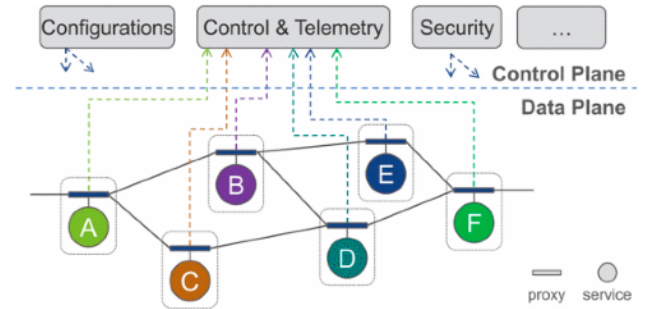 Configurations
Control & Telemetry
Security
...
Control Plane
Data Plane
A
B
C
D
E
F
proxy
service